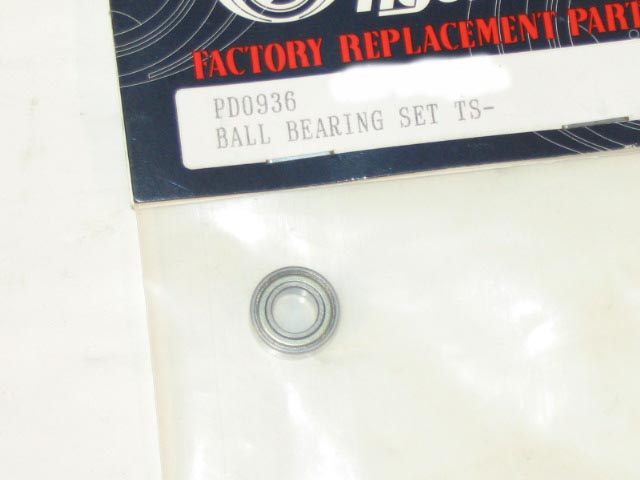 FACTORY REPLACEMENT PART
PD0936
BALL BEARING SET TS-